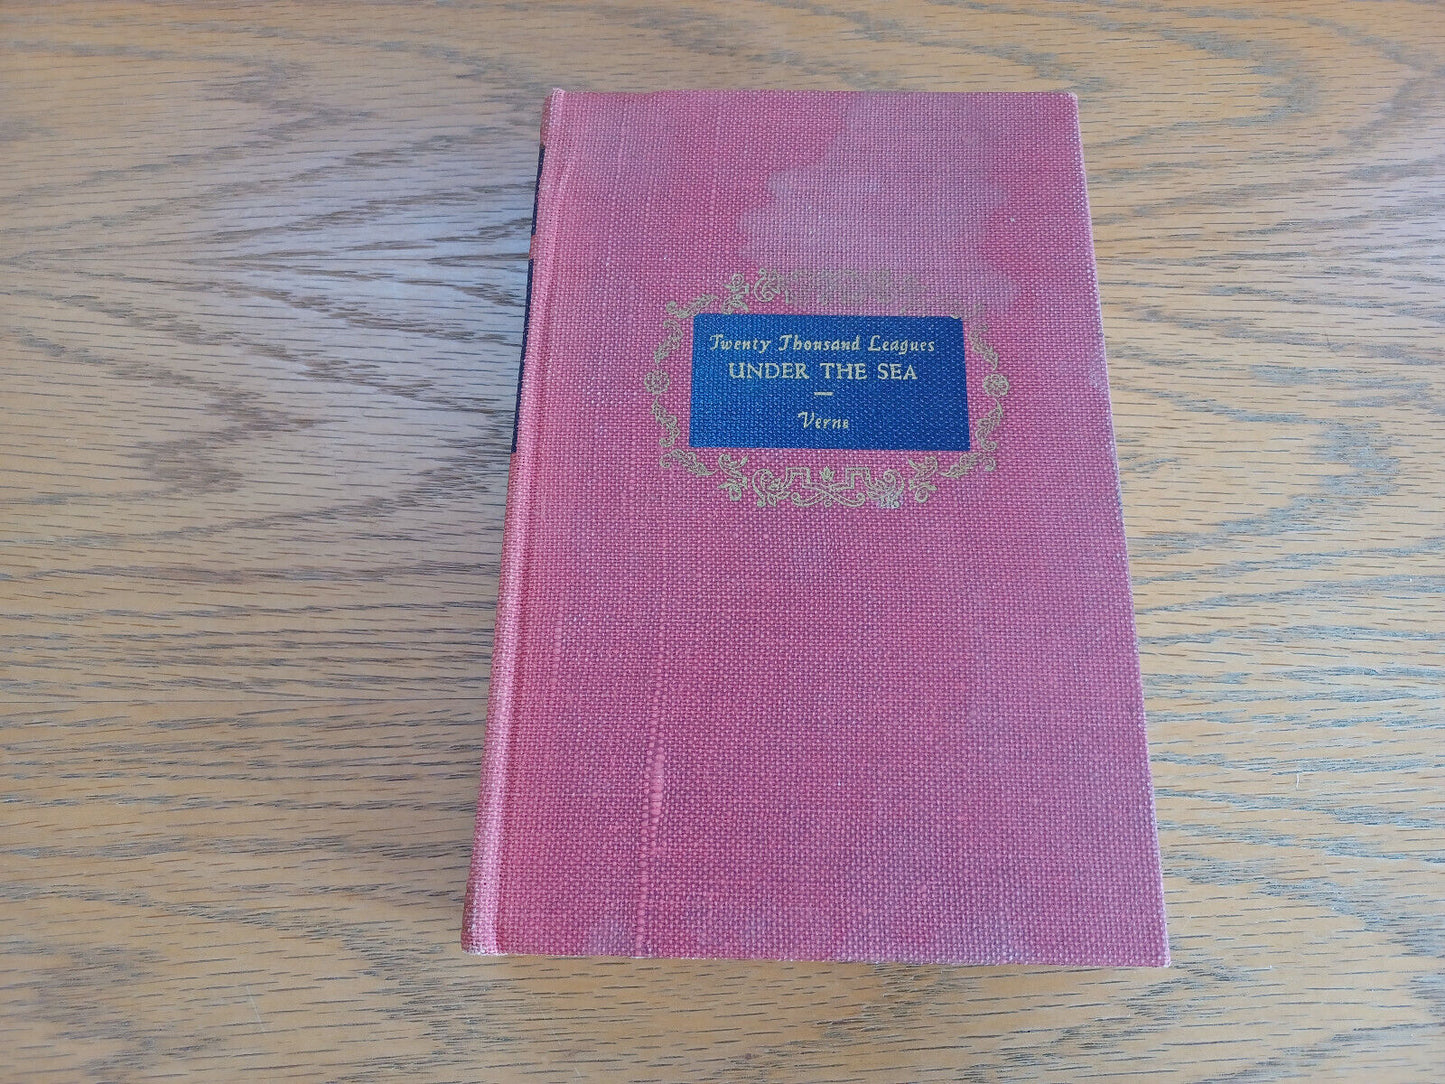 Twenty Thousand Leagues
UNDER THE SEA
Verne